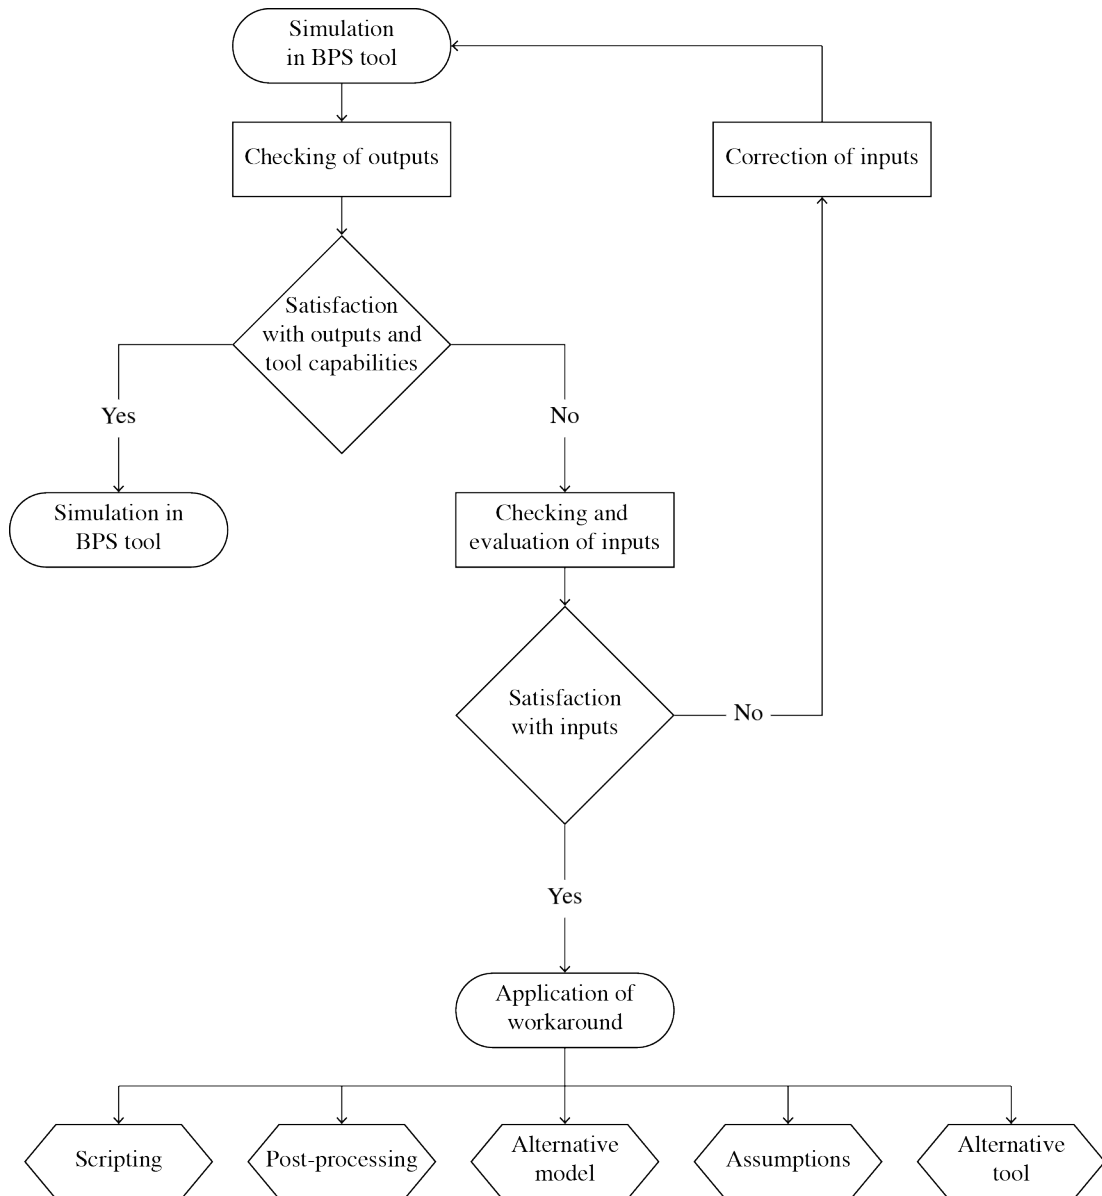 Simulation
in BPS tool
Checking of outputs
Correction of inputs
Satisfaction
with outputs and
tool capabilities
Yes
No
Simulation in
BPS tool
Checking and
evaluation of inputs
Satisfaction
with inputs
No
Yes
Application of
workaround
Scripting
Post-processing
Alternative
model
Assumptions
Alternative
tool